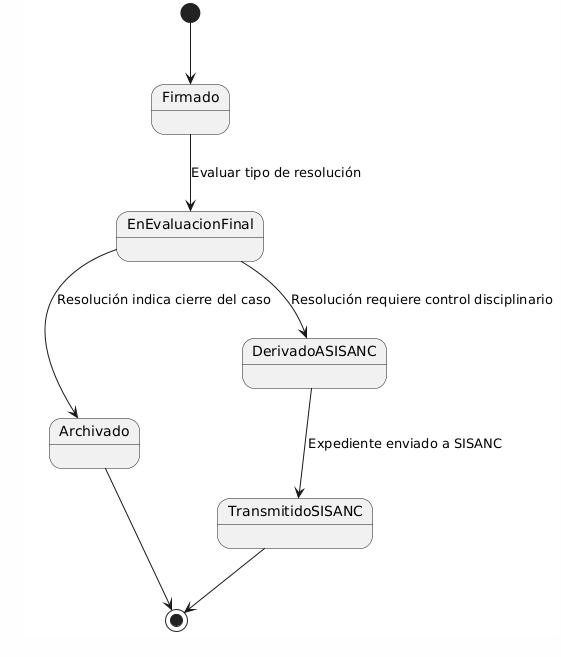 Firmado
Evaluar tipo de resolución
EnEvaluacionFinal
Resolución indica cierre del caso
Resolución requiere control disciplinario
DerivadoASISANC
Archivado
Expediente enviado a SISANC
TransmitidoSISANC